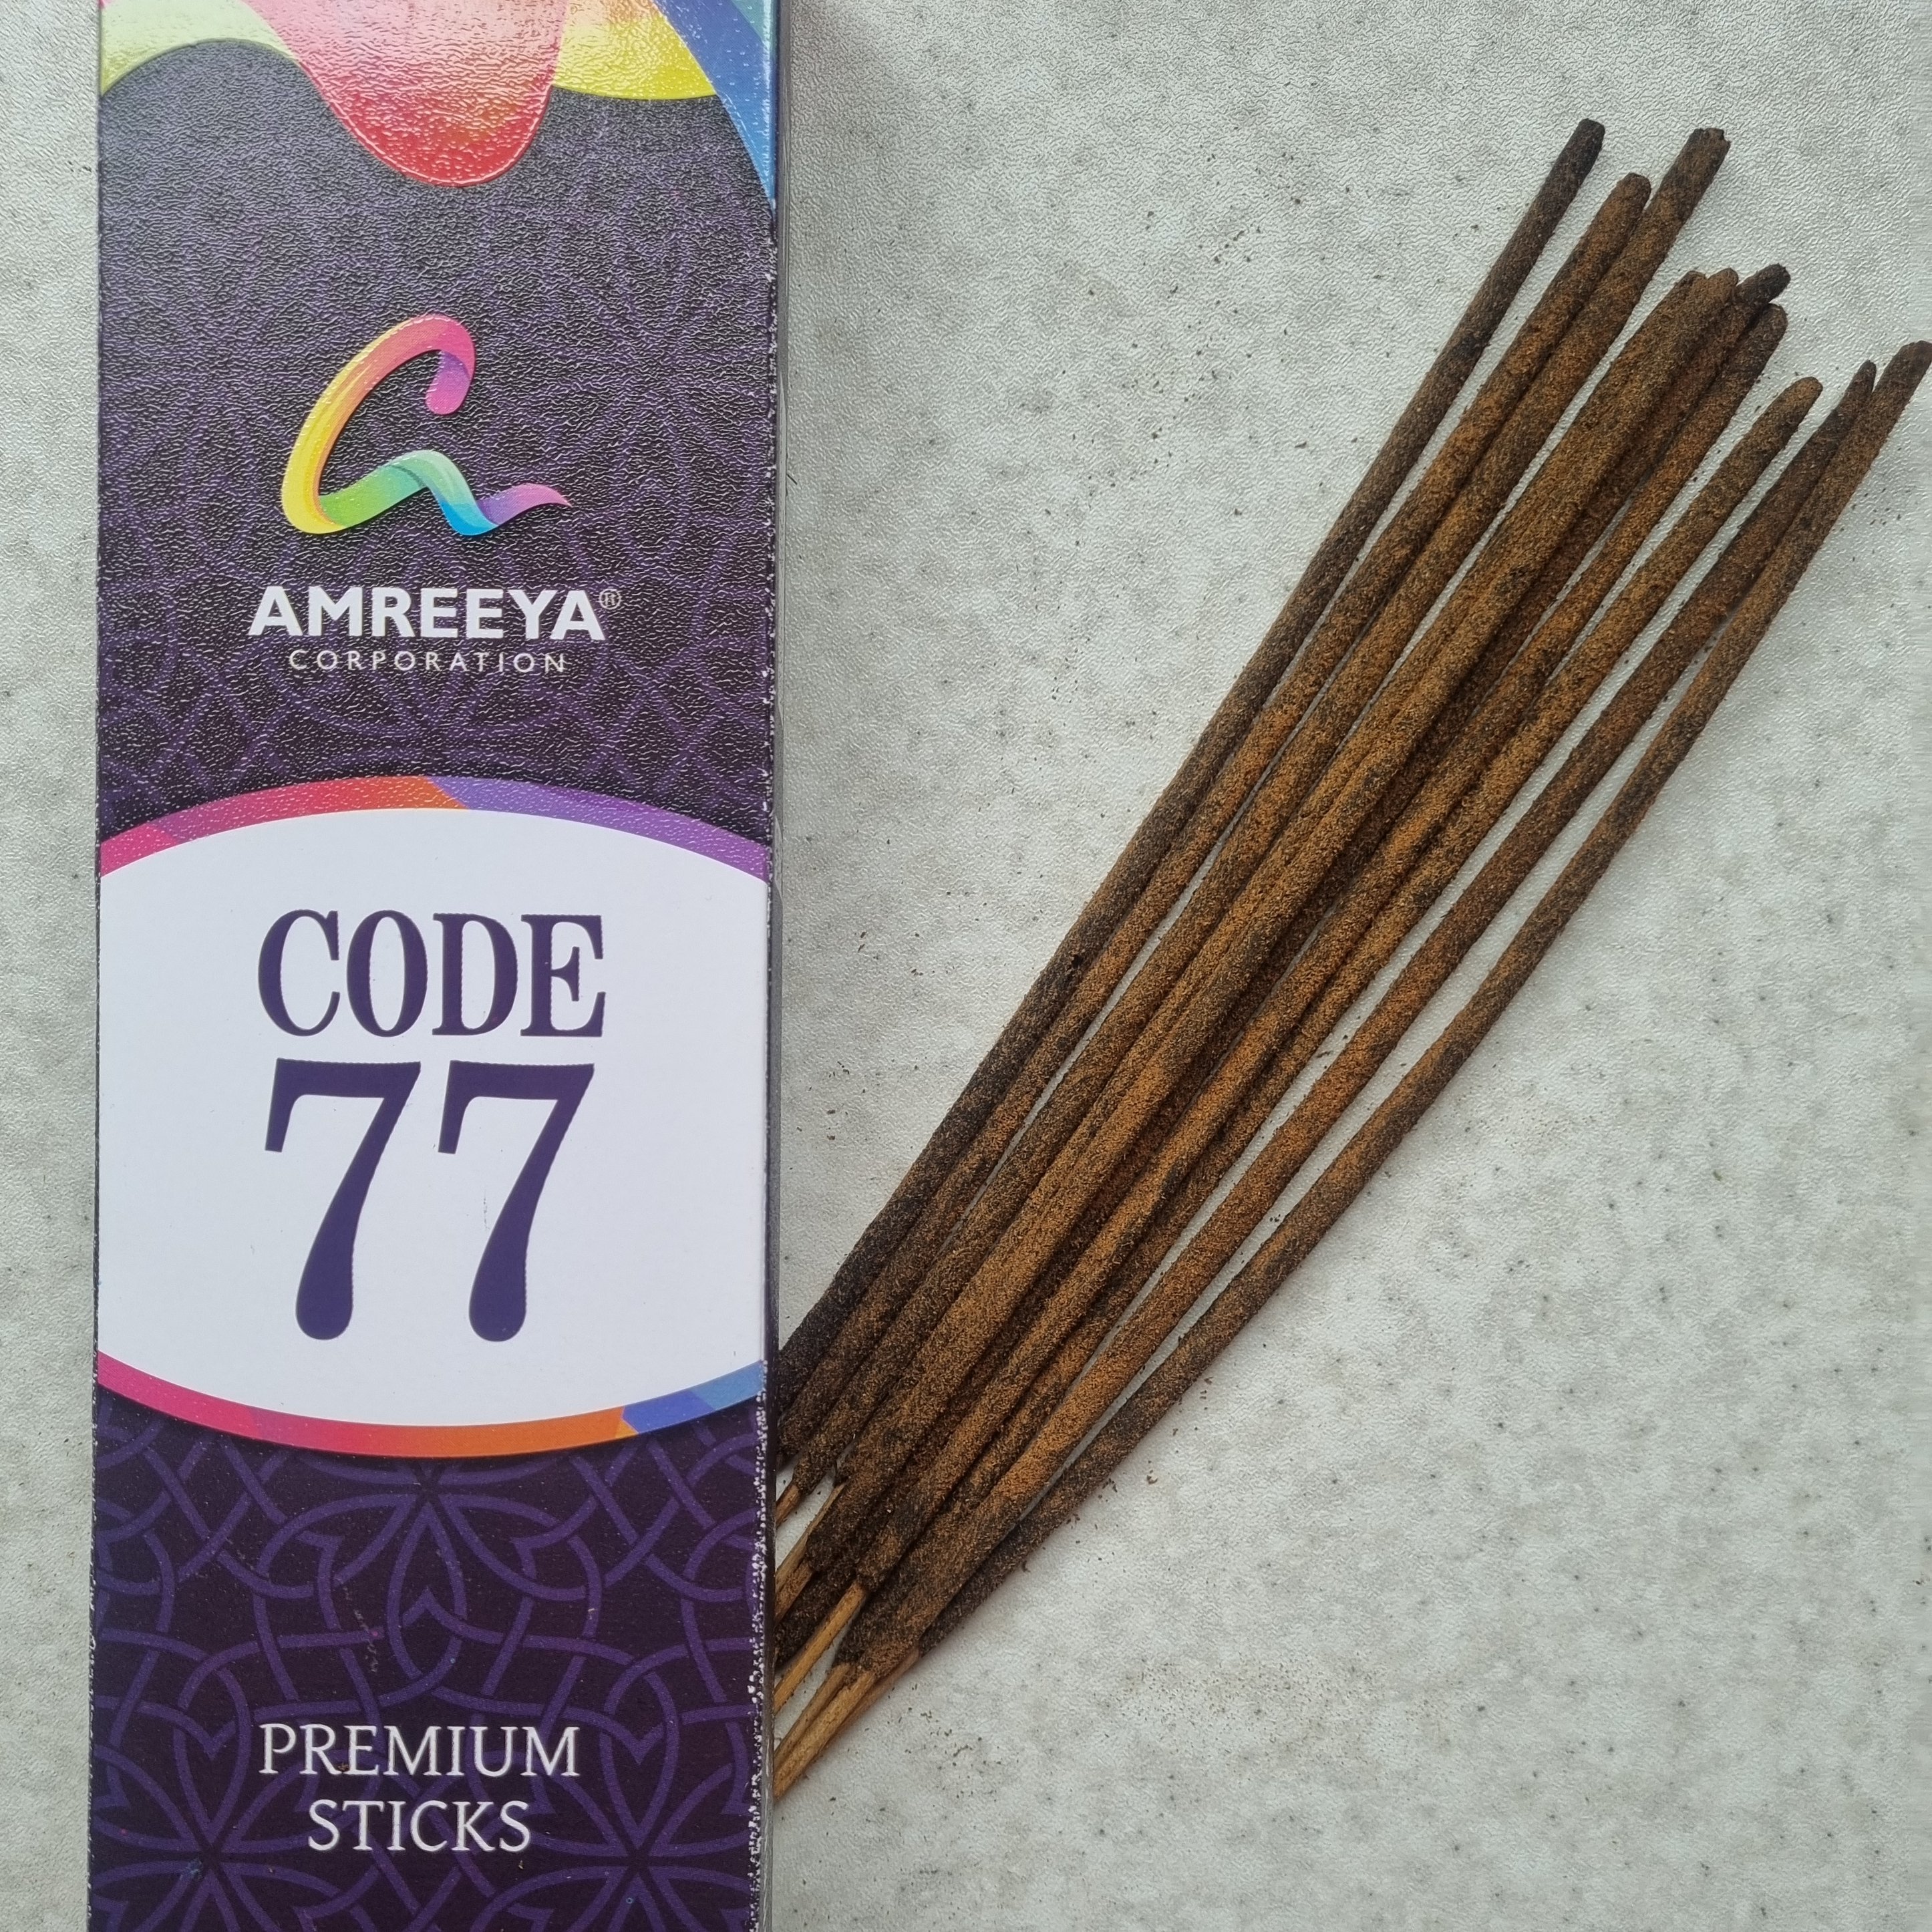 AMREEYA®
CORPORATION
CODE
77
PREMIUM
STICKS